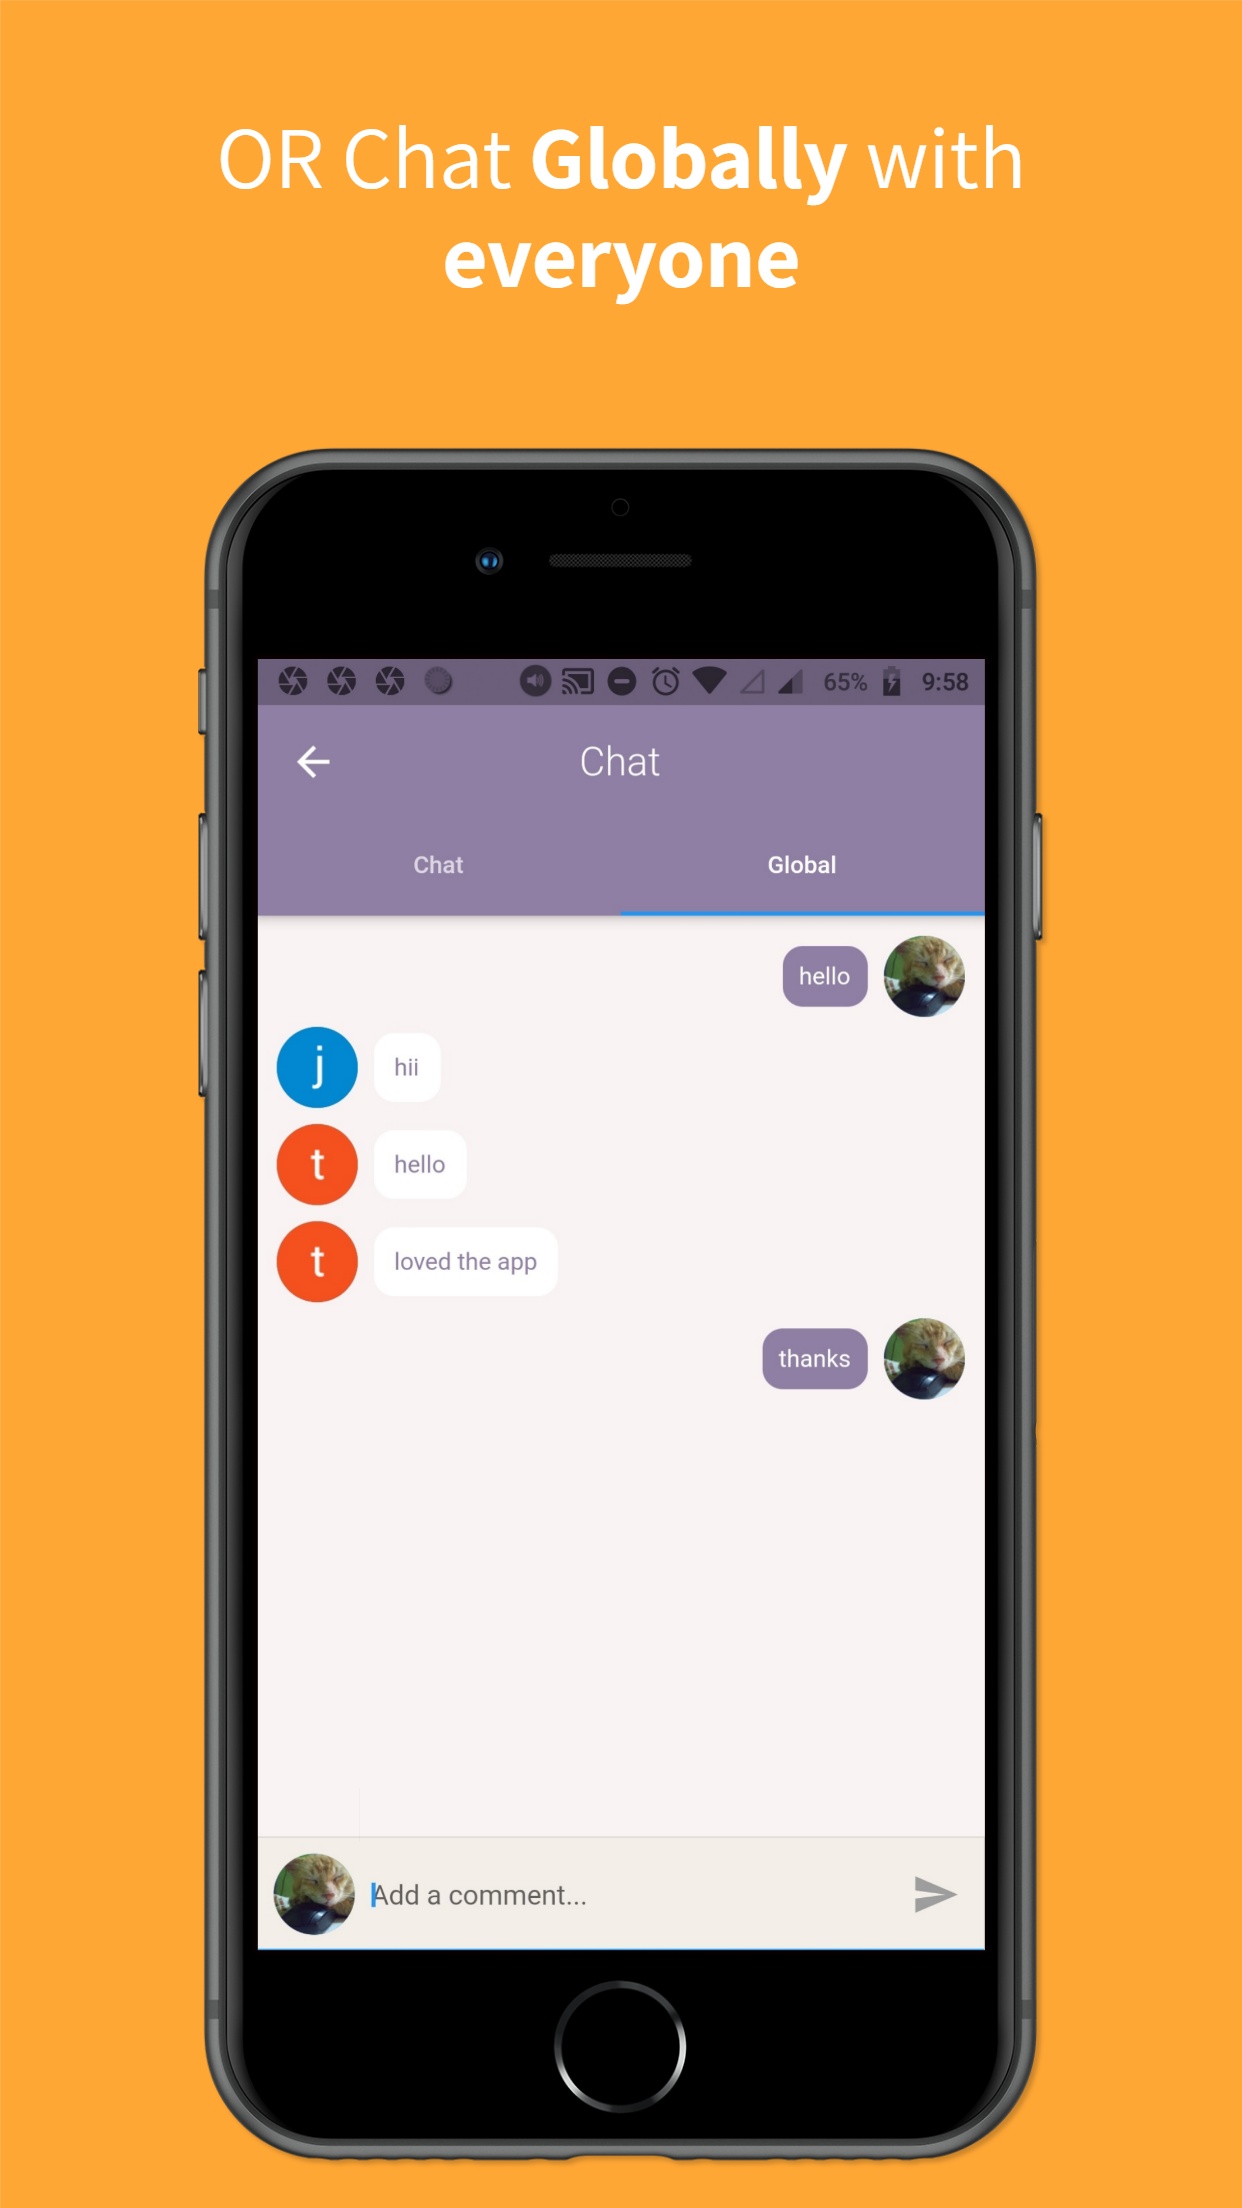 OR Chat Globally with
everyone
65% 9:58
Chat
Chat Global
hello
j hii
t hello
t loved the app
thanks
Add a comment...